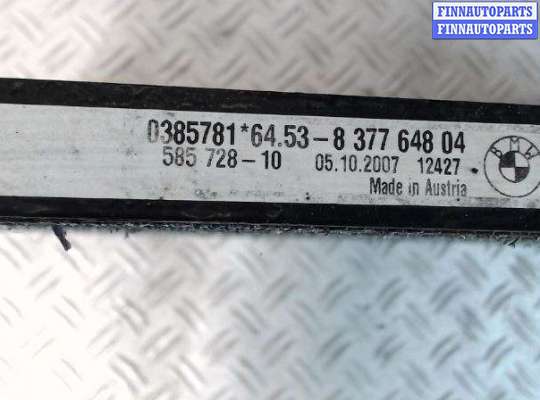 FINNAUTOPARTS
FINNAUTOPARTS
FINNAUTOPARTS
0385781*64.53-8 377 648 04
585 728-10 05.10.2007 12427
Made in Austria
BMW